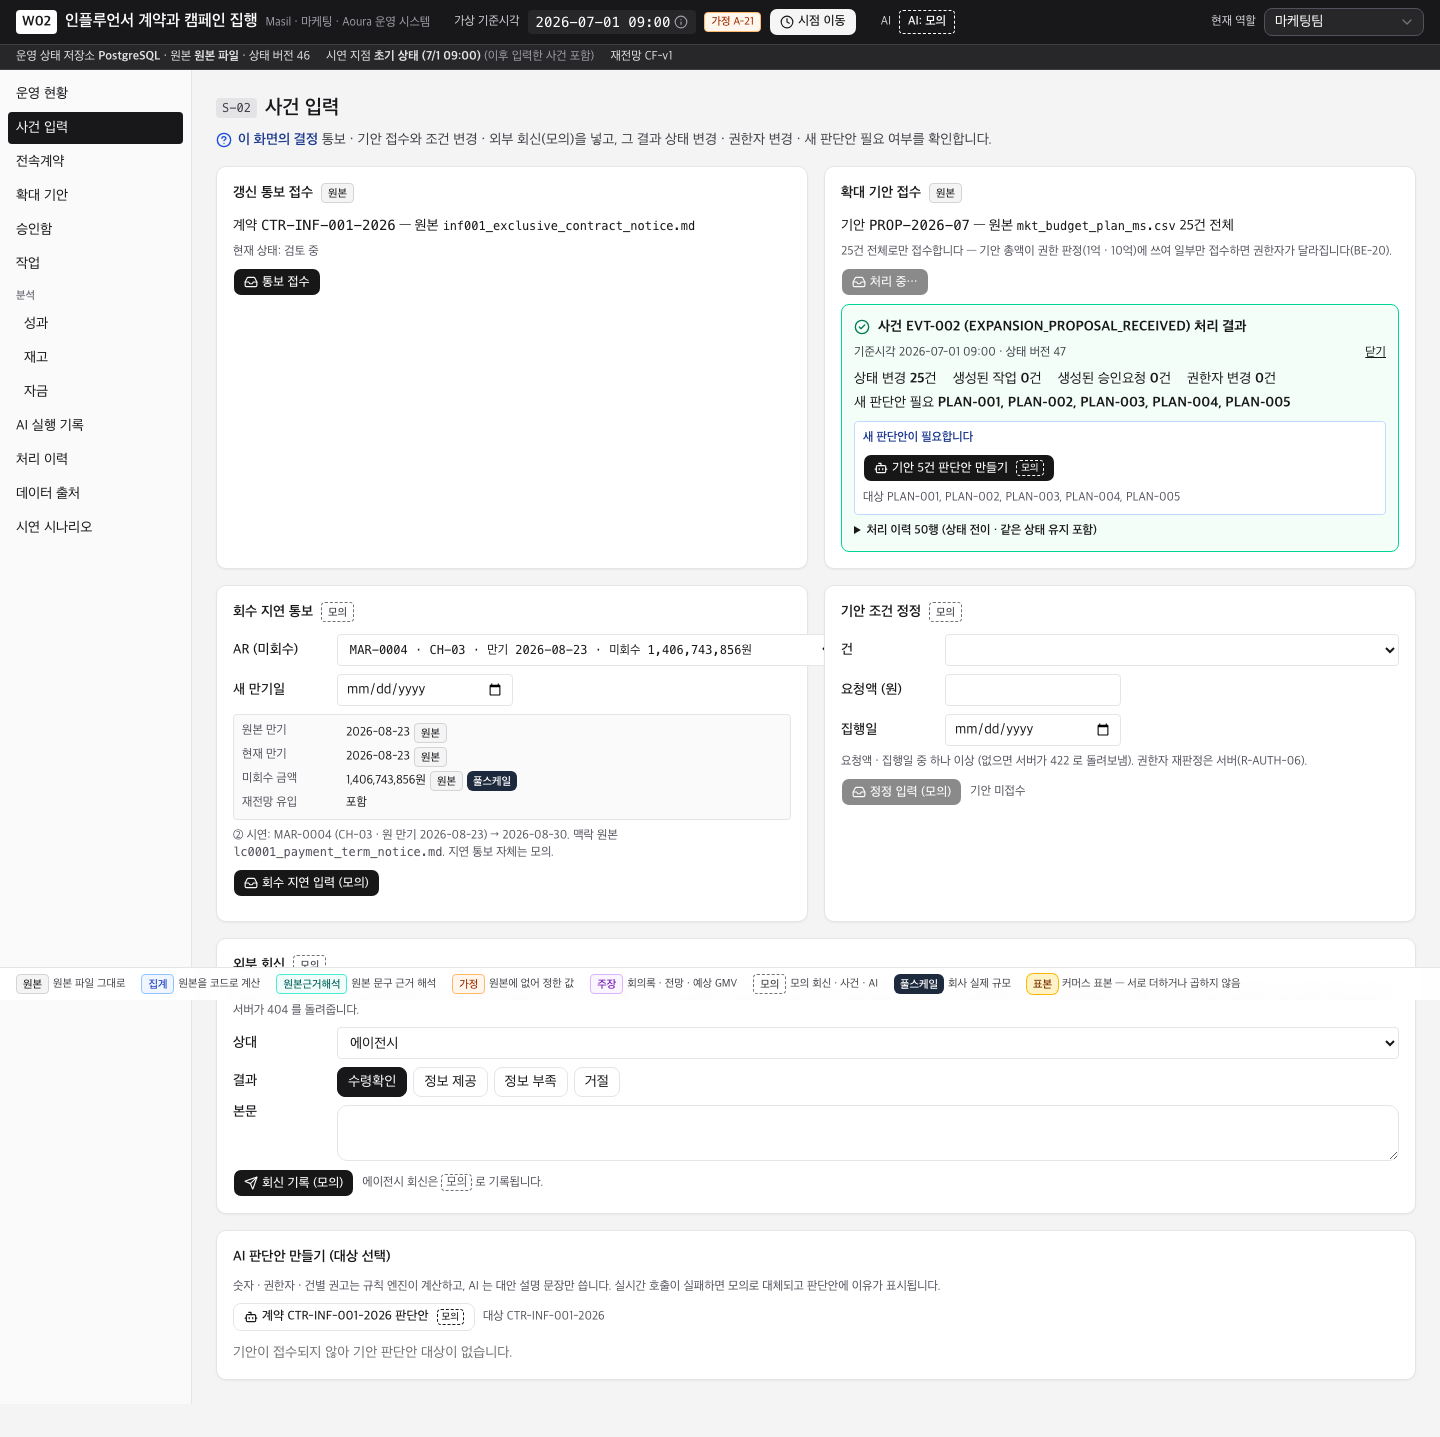 W02 인플루언서 계약과 캠페인 집행 Masil · 마케팅 · Aoura 운영 시스템 가상 기준시각 2026-07-01 09:00 가정 A-21 시점 이동 AI AI: 모의 현재 역할 마케팅팀
운영 상태 저장소 PostgreSQL · 원본 원본 파일 · 상태 버전 46 시연 지점 초기 상태 (7/1 09:00) (이후 입력한 사건 포함) 재전망 CF-v1
운영 현황
사건 입력
전속계약
확대 기안
승인함
작업
분석
성과
재고
자금
AI 실행 기록
처리 이력
데이터 출처
시연 시나리오
S-02 사건 입력
이 화면의 결정 통보 · 기안 접수와 조건 변경 · 외부 회신(모의)을 넣고, 그 결과 상태 변경 · 권한자 변경 · 새 판단안 필요 여부를 확인합니다.
갱신 통보 접수 원본
계약 CTR-INF-001-2026 — 원본 inf001_exclusive_contract_notice.md
현재 상태: 검토 중
통보 접수
확대 기안 접수 원본
기안 PROP-2026-07 — 원본 mkt_budget_plan_ms.csv 25건 전체
25건 전체로만 접수합니다 — 기안 총액이 권한 판정(1억 · 10억)에 쓰여 일부만 접수하면 권한자가 달라집니다(BE-20).
처리 중…
사건 EVT-002 (EXPANSION_PROPOSAL_RECEIVED) 처리 결과
기준시각 2026-07-01 09:00 · 상태 버전 47 닫기
상태 변경 25건 생성된 작업 0건 생성된 승인요청 0건 권한자 변경 0건
새 판단안 필요 PLAN-001, PLAN-002, PLAN-003, PLAN-004, PLAN-005
새 판단안이 필요합니다
기안 5건 판단안 만들기 모의
대상 PLAN-001, PLAN-002, PLAN-003, PLAN-004, PLAN-005
처리 이력 50행 (상태 전이 · 같은 상태 유지 포함)
회수 지연 통보 모의
AR (미회수) MAR-0004 · CH-03 · 만기 2026-08-23 · 미회수 1,406,743,856원
새 만기일 mm/dd/yyyy
원본 만기 2026-08-23 원본
현재 만기 2026-08-23 원본
미회수 금액 1,406,743,856원 원본 풀스케일
재전망 유입 포함
② 시연: MAR-0004 (CH-03 · 원 만기 2026-08-23) → 2026-08-30. 맥락 원본
lc0001_payment_term_notice.md. 지연 통보 자체는 모의.
회수 지연 입력 (모의)
기안 조건 정정 모의
건
요청액 (원)
집행일 mm/dd/yyyy
요청액 · 집행일 중 하나 이상 (없으면 서버가 422 로 돌려보냄). 권한자 재판정은 서버(R-AUTH-06).
정정 입력 (모의) 기안 미접수
외부 회신 모의
원본 원본 파일 그대로 집계 원본을 코드로 계산 원본근거해석 원본 문구 근거 해석 가정 원본에 없어 정한 값 주장 회의록 · 전망 · 예상 GMV 모의 모의 회신 · 사건 · AI 풀스케일 회사 실제 규모 표본 커머스 표본 — 서로 더하거나 곱하지 않음
서버가 404 를 돌려줍니다.
상대 에이전시
결과 수령확인 정보 제공 정보 부족 거절
본문
회신 기록 (모의) 에이전시 회신은 모의 로 기록됩니다.
AI 판단안 만들기 (대상 선택)
숫자 · 권한자 · 건별 권고는 규칙 엔진이 계산하고, AI 는 대안 설명 문장만 씁니다. 실시간 호출이 실패하면 모의로 대체되고 판단안에 이유가 표시됩니다.
계약 CTR-INF-001-2026 판단안 모의 대상 CTR-INF-001-2026
기안이 접수되지 않아 기안 판단안 대상이 없습니다.